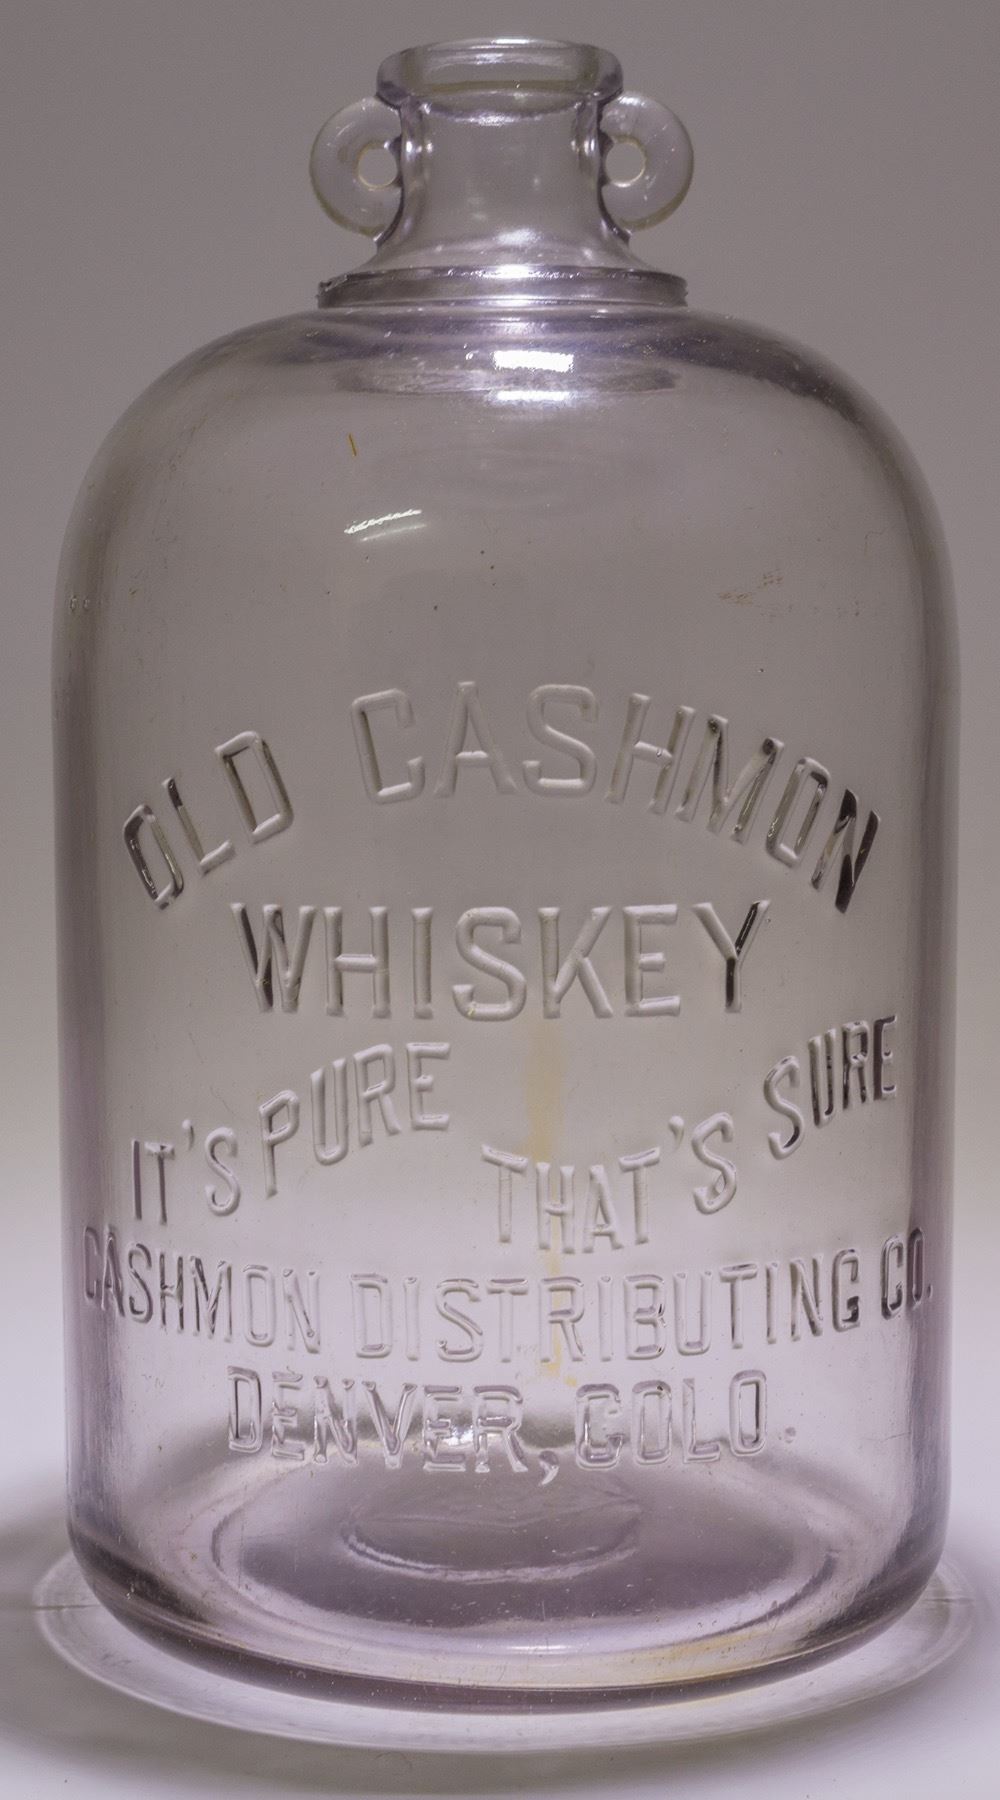 OLD CASHMON
WHISKEY
IT'S PURE THAT'S SURE
CASHMON DISTRIBUTING CO.
DENVER, COLO.